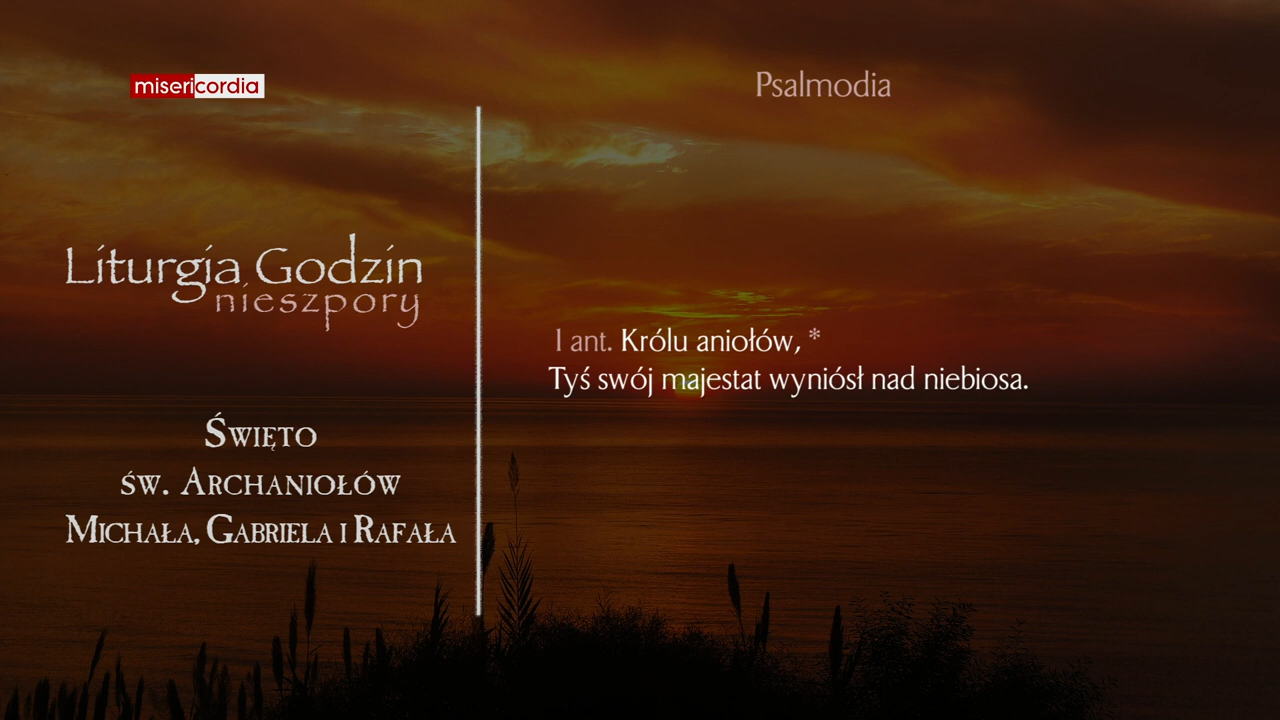 misericordia
Psalmodia
Liturgia Godzin
nieszpory
I ant. Królu aniołów, *
Tyś swój majestat wyniósł nad niebiosa.
Święto
św. Archaniołów
Michała, Gabriela i Rafała